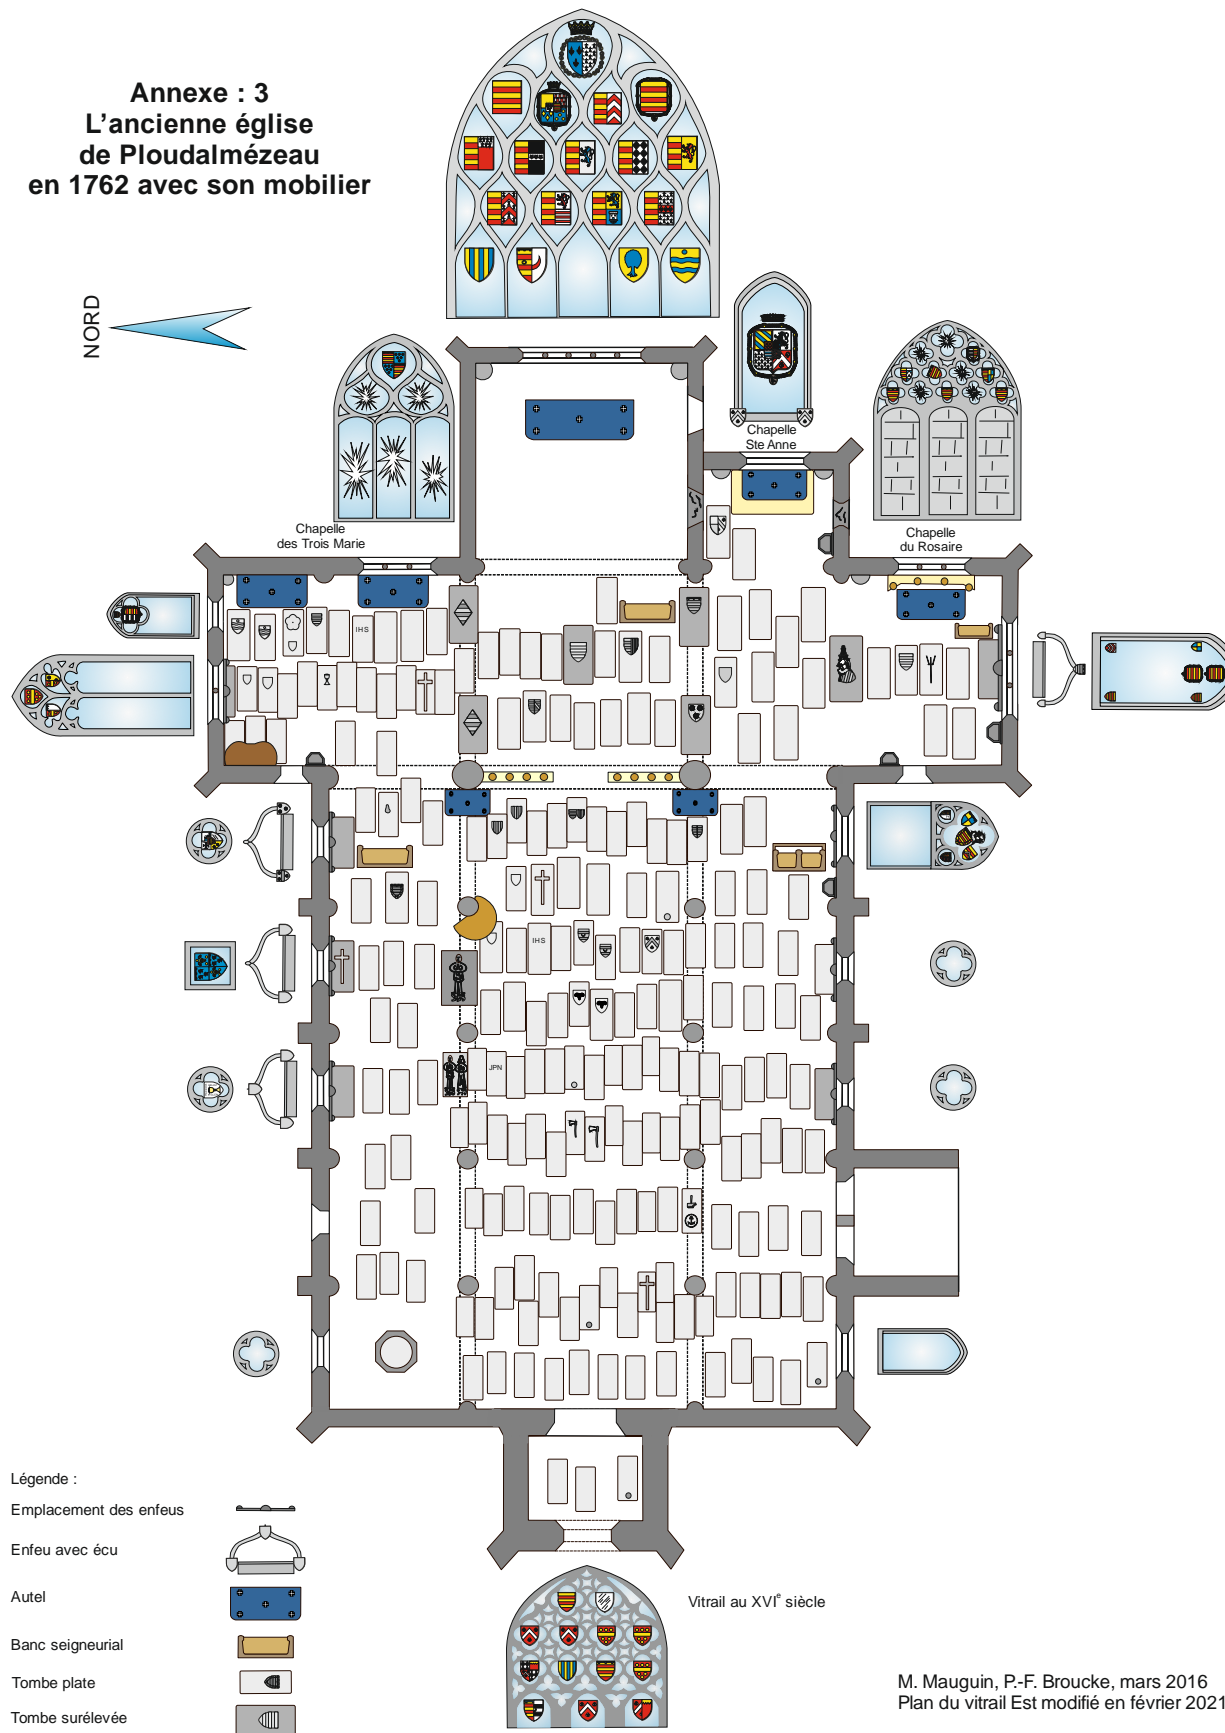 Annexe : 3
L'ancienne église
de Ploudalmézeau
en 1762 avec son mobilier
NORD
Chapelle
Ste Anne
Chapelle
des Trois Marie
Chapelle
du Rosaire
IHS
IHS
JPN
Légende :
Emplacement des enfeus
Enfeu avec écu
Autel
Banc seigneurial
Tombe plate
Tombe surélevée
Vitrail au XVIe siècle
M. Mauguin, P.-F. Broucke, mars 2016
Plan du vitrail Est modifié en février 2021